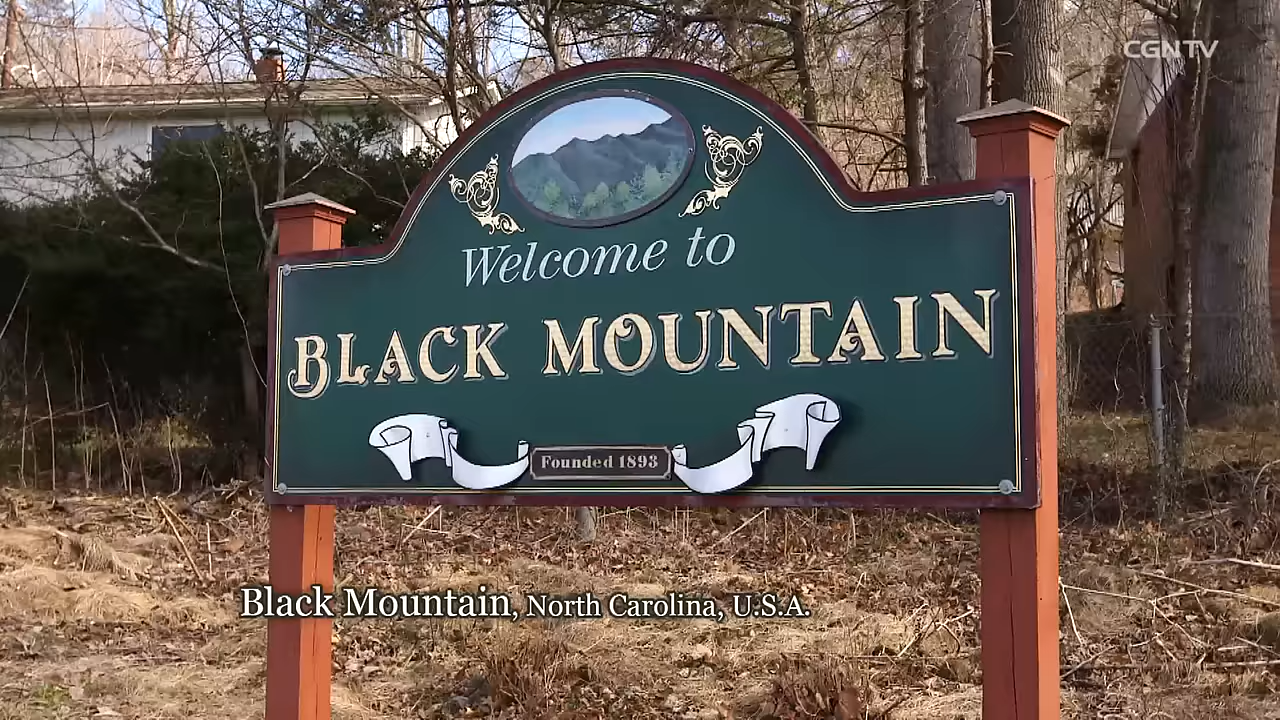 CGNTV
Welcome to
BLACK MOUNTAIN
Founded 1893
Black Mountain, North Carolina, U.S.A.